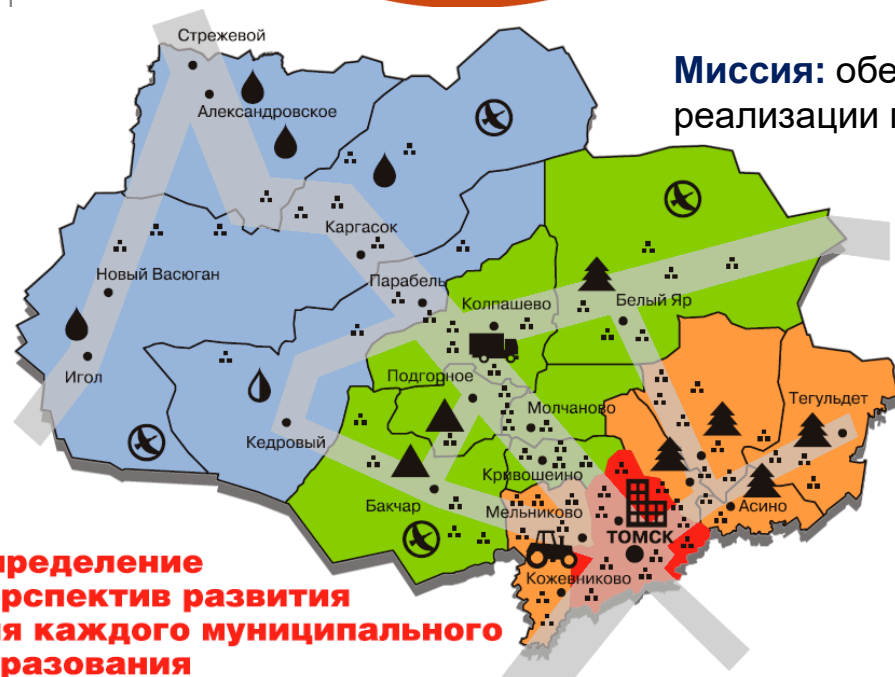 Стрежевой
Миссия: обе
Александровское
реализации
Каргасок
Новый Васюган
Парабель
Колпашево
Белый Яр
Игол
Подгорное
Тегульдет
Молчаново
Кедровый
Кривошеино
Бакчар
Мельниково
Асино
ТОМСК
Кожевниково
пределение
рспектив развития
я каждого муниципального
разования